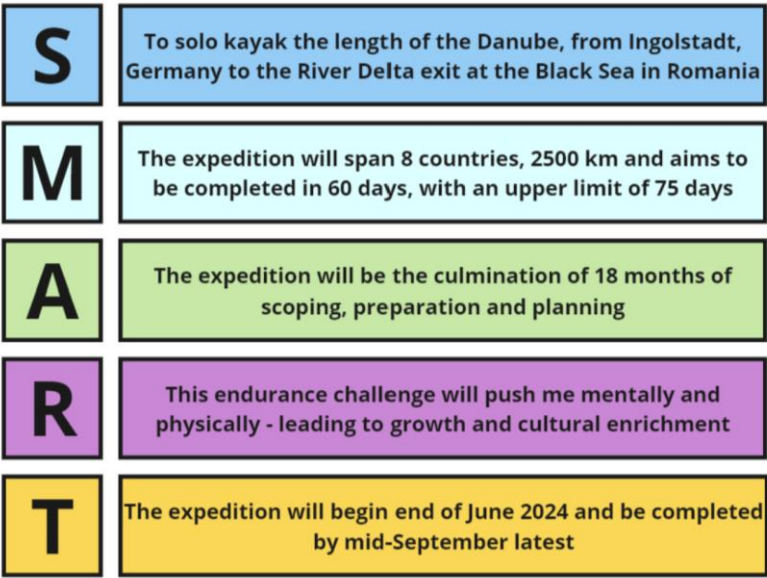 S
To solo kayak the length of the Danube, from Ingolstadt,
Germany to the River Delta exit at the Black Sea in Romania
M
The expedition will span 8 countries, 2500 km and aims to
be completed in 60 days, with an upper limit of 75 days
A
The expedition will be the culmination of 18 months of
scoping, preparation and planning
R
This endurance challenge will push me mentally and
physically - leading to growth and cultural enrichment
T
The expedition will begin end of June 2024 and be completed
by mid-September latest